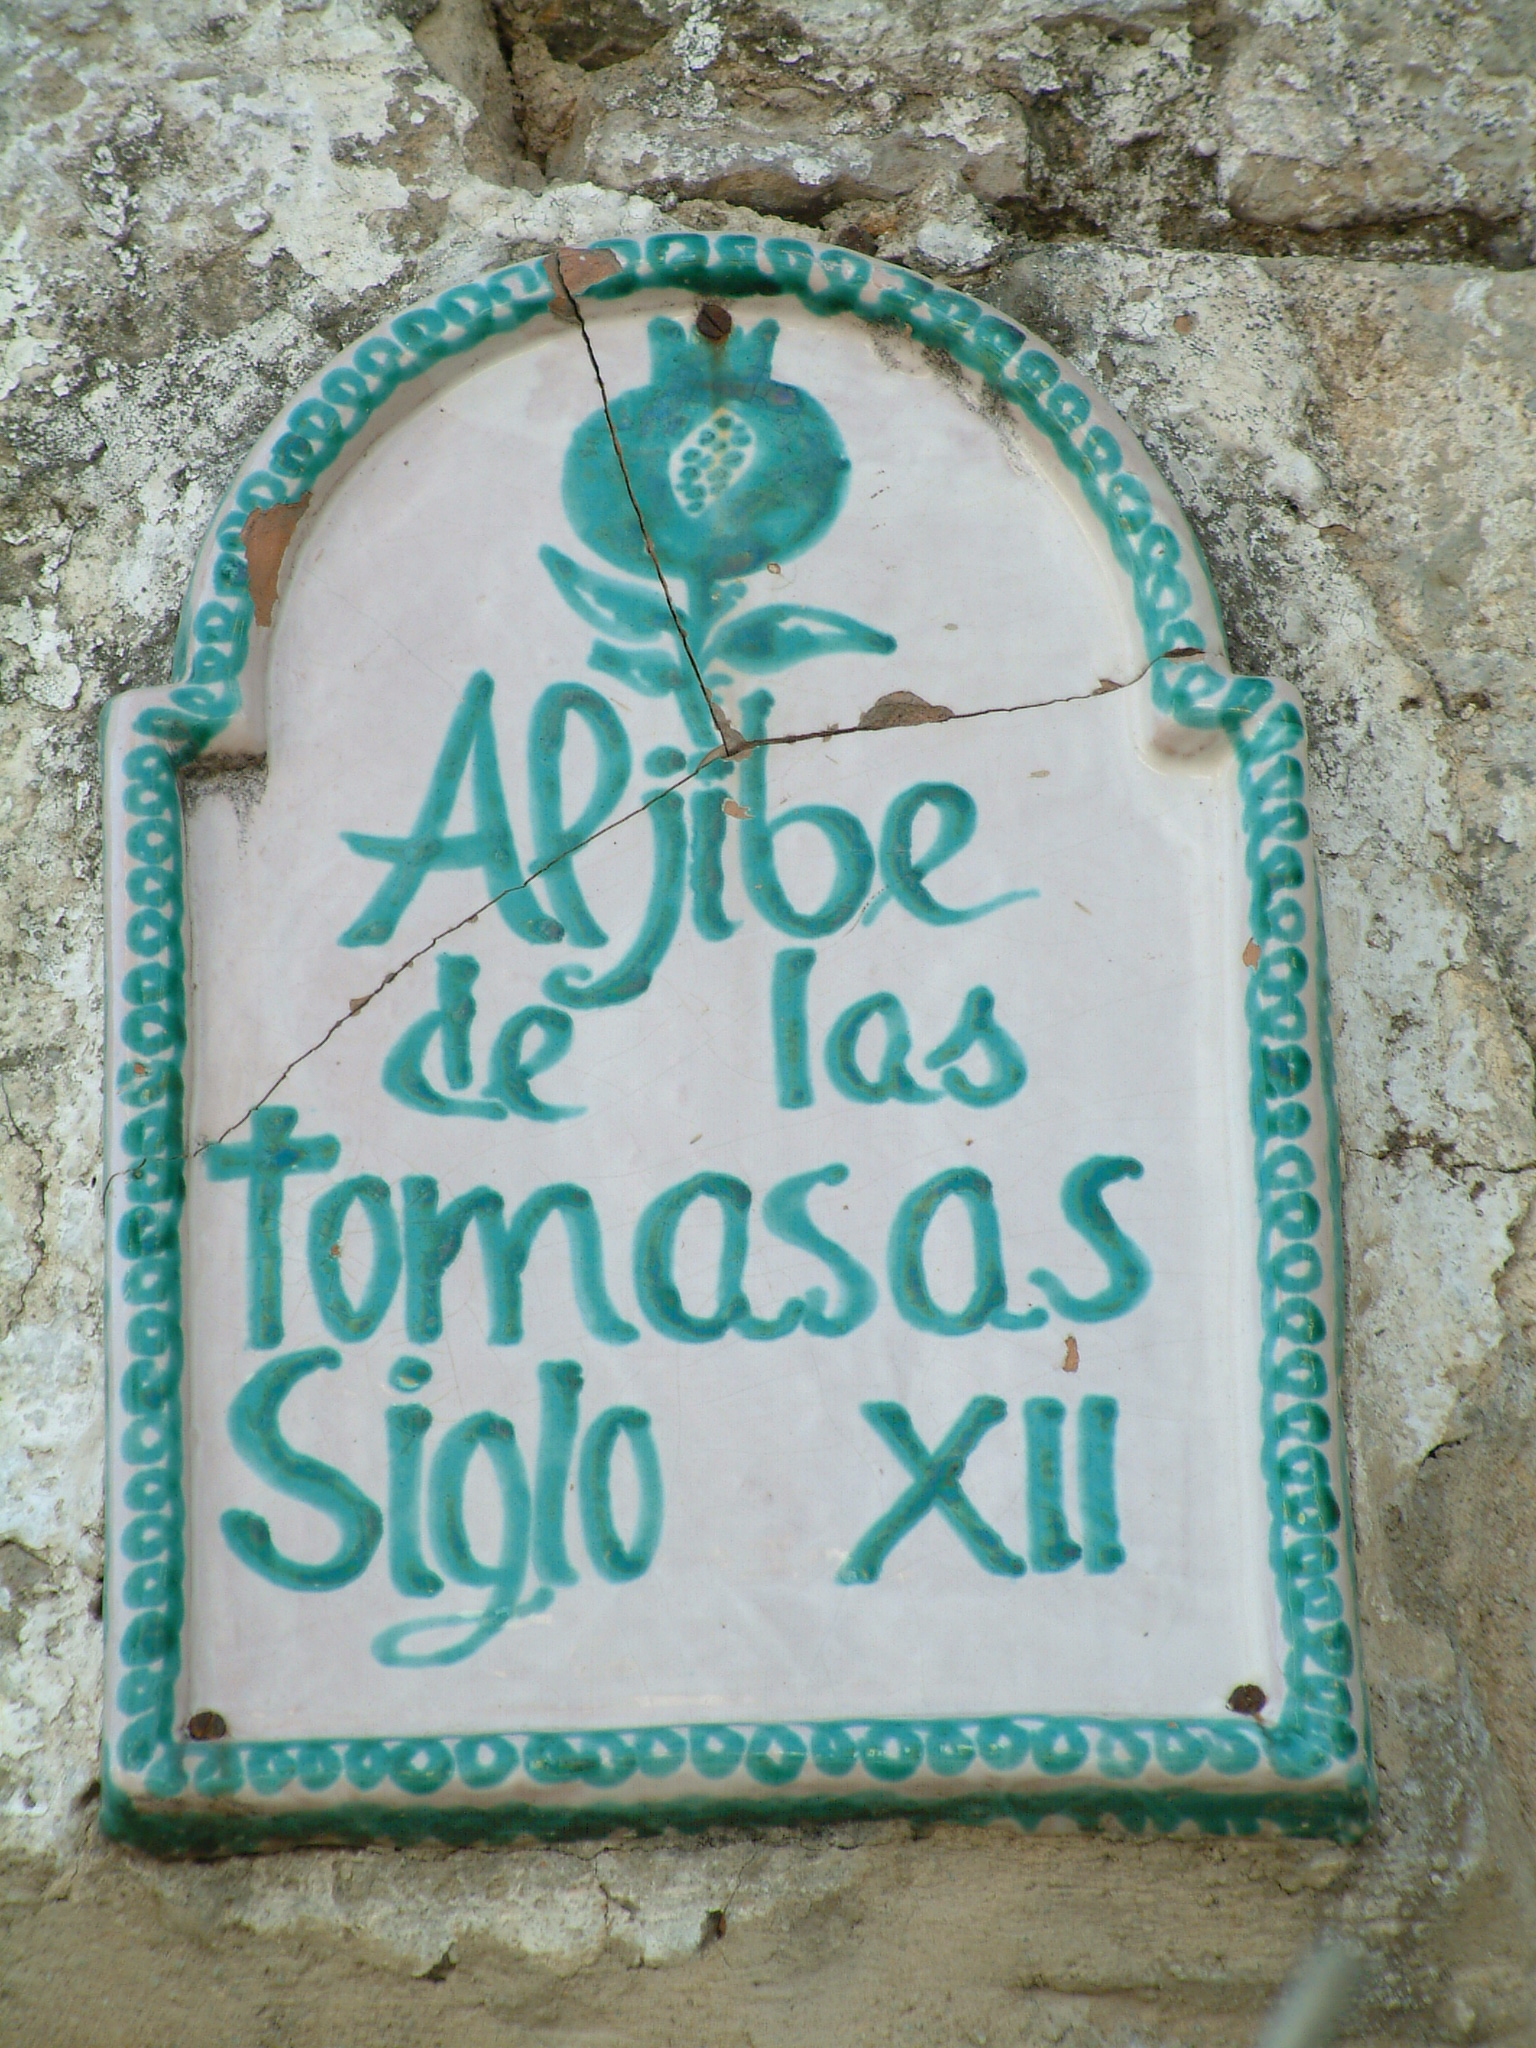 Aljibe
de las
tomasas
Siglo XII